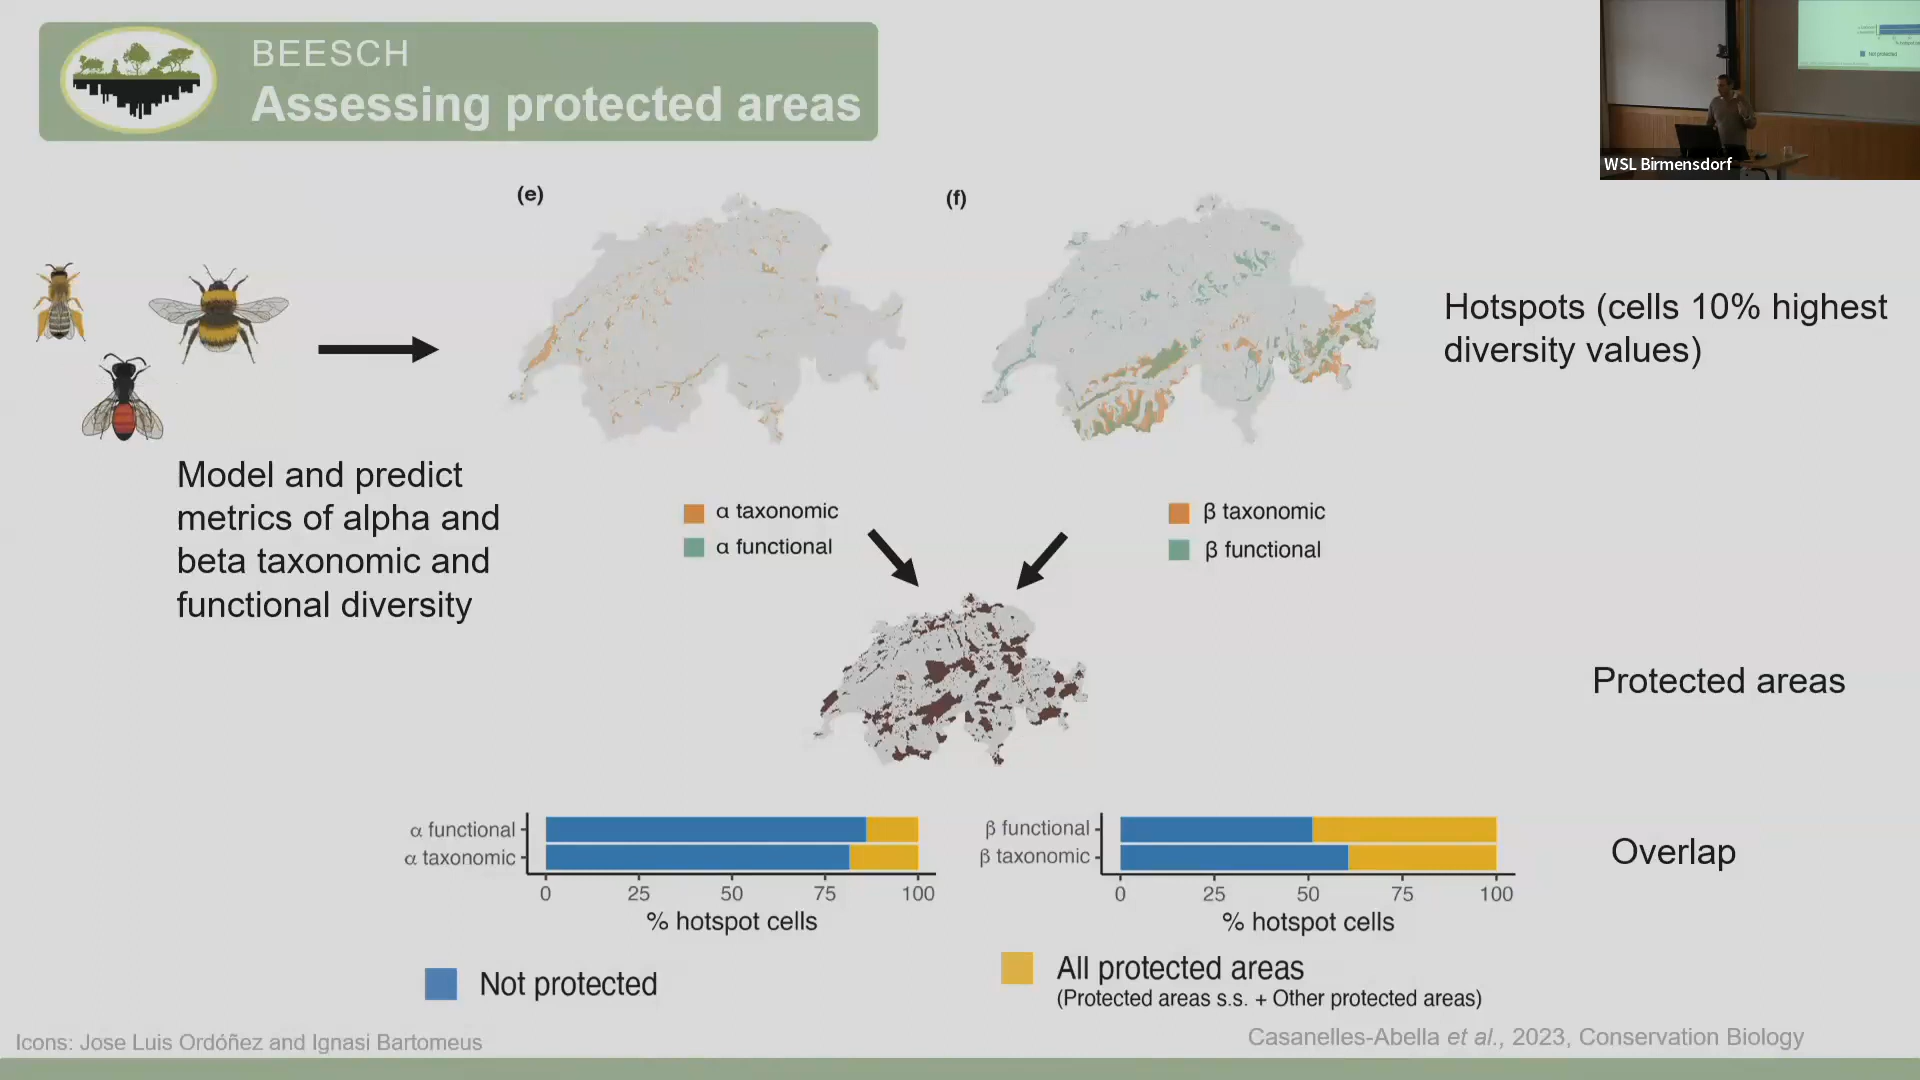 BEESCH
Assessing protected areas
WSL Birmensdorf
(e)
(f)
Hotspots (cells 10% highest
diversity values)
Model and predict
metrics of alpha and
beta taxonomic and
functional diversity
α taxonomic
α functional
β taxonomic
β functional
Protected areas
α functional
α taxonomic
0 25 50 75 100
% hotspot cells
β functional
β taxonomic
0 25 50 75 100
% hotspot cells
Overlap
Not protected
All protected areas
(Protected areas s.s. + Other protected areas)
Icons: Jose Luis Ordóñez and Ignasi Bartomeus
Casanelles-Abella et al., 2023, Conservation Biology